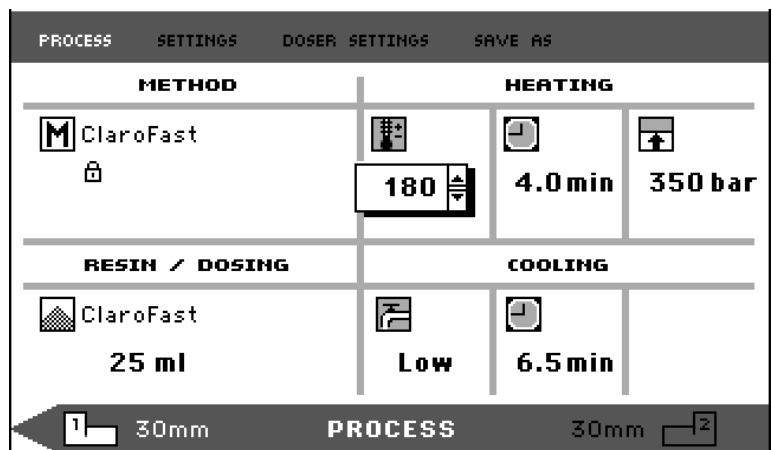 PROCESS SETTINGS DOSER SETTINGS SAVE AS
METHOD HEATING
M ClaroFast
180 4.0 min 350 bar
RESIN / DOSING COOLING
ClaroFast
25 ml Low 6.5 min
1 30mm PROCESS 30mm 2